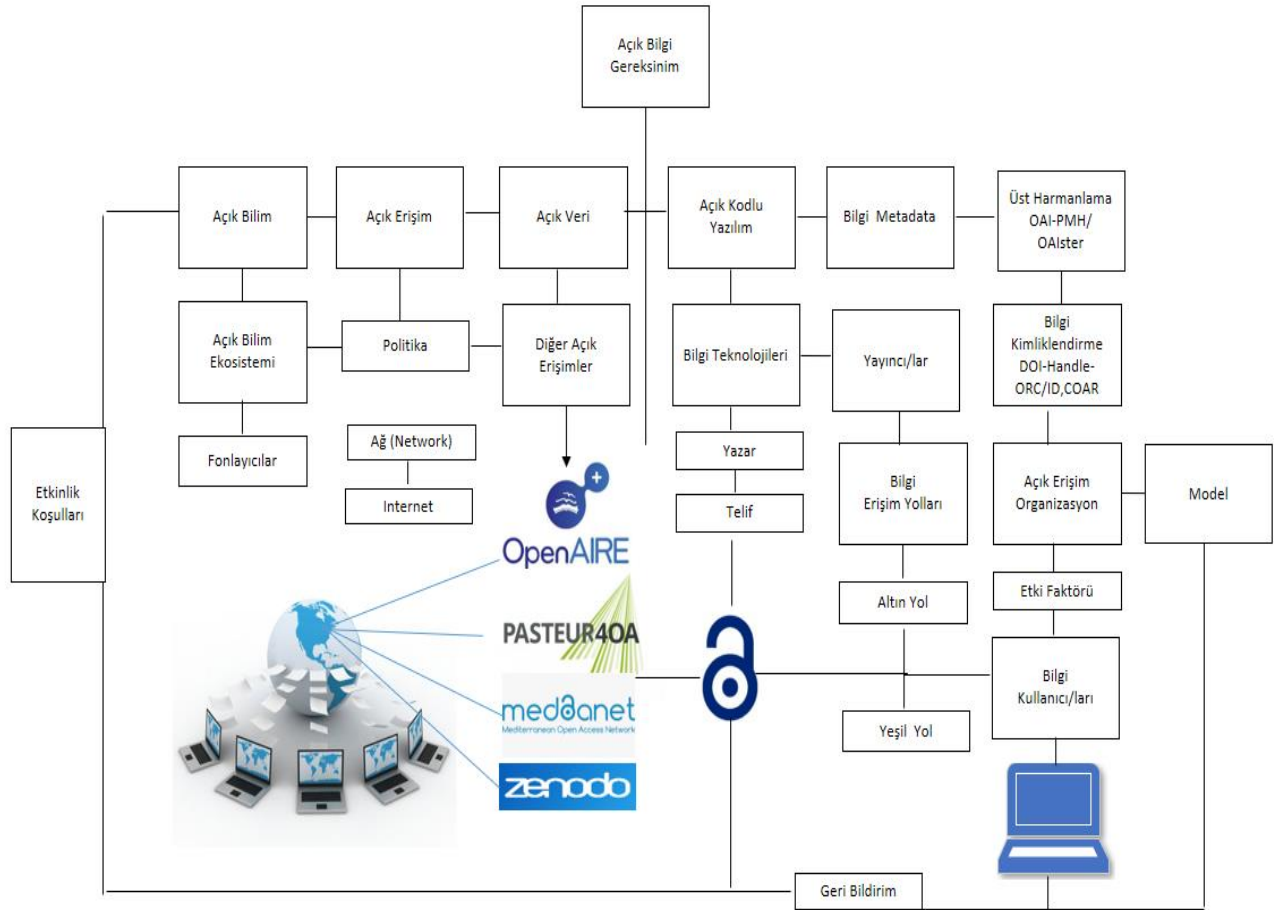 Açık Bilgi
Gereksinim
Açık Bilim
Açık Erişim
Açık Veri
Açık Kodlu
Yazılım
Bilgi Metadata
Üst Harmanlama
OAI-PMH/
OAIster
Açık Bilim
Ekosistemi
Politika
Diğer Açık
Erişimler
Bilgi Teknolojileri
Yayıncı/lar
Bilgi
Kimliklendirme
DOI-Handle-
ORC/ID,COAR
Etkinlik
Koşulları
Fonlayıcılar
Ağ (Network)
Internet
Yazar
Telif
Bilgi
Erişim Yolları
Açık Erişim
Organizasyon
Model
OpenAIRE
PASTEUR4OA
Altın Yol
Etki Faktörü
medoanet
Mediterranean Open Access Network
Yeşil Yol
Bilgi
Kullanıcı/ları
zenodo
Geri Bildirim